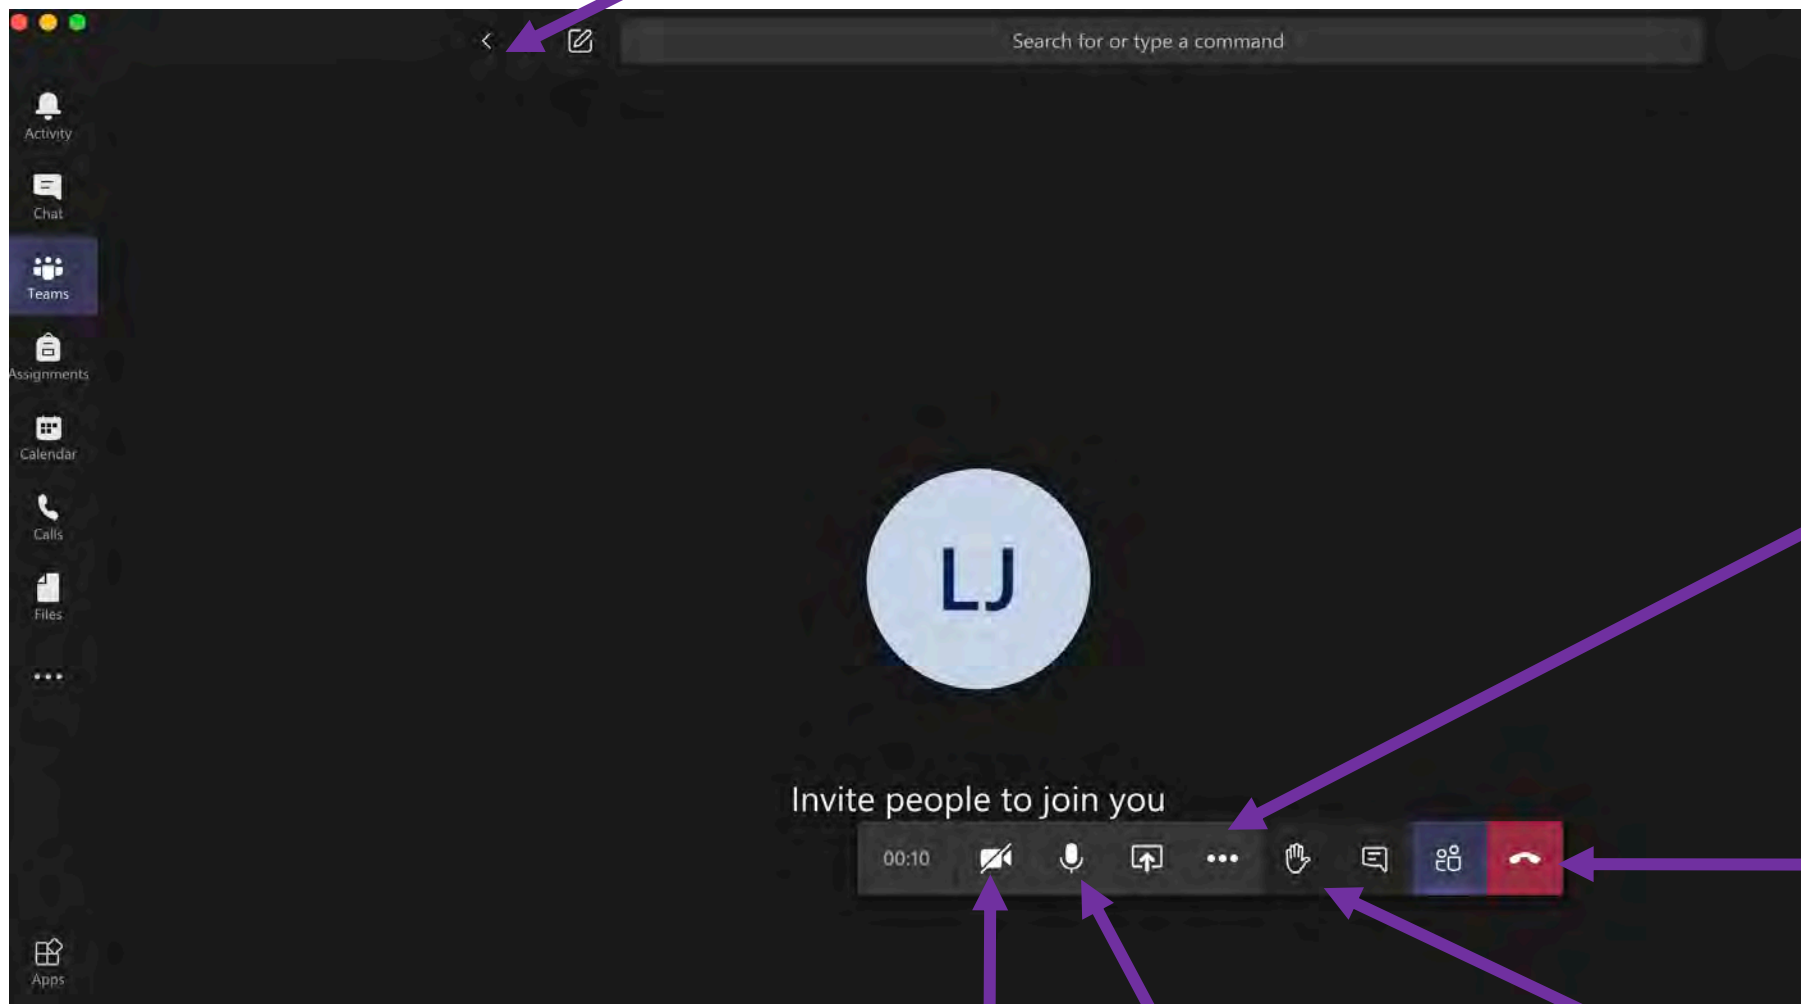 Search for or type a command
Activity
Chat
Teams
Assignments
Calendar
Calls
Files
LJ
Invite people to join you
00:10
Apps